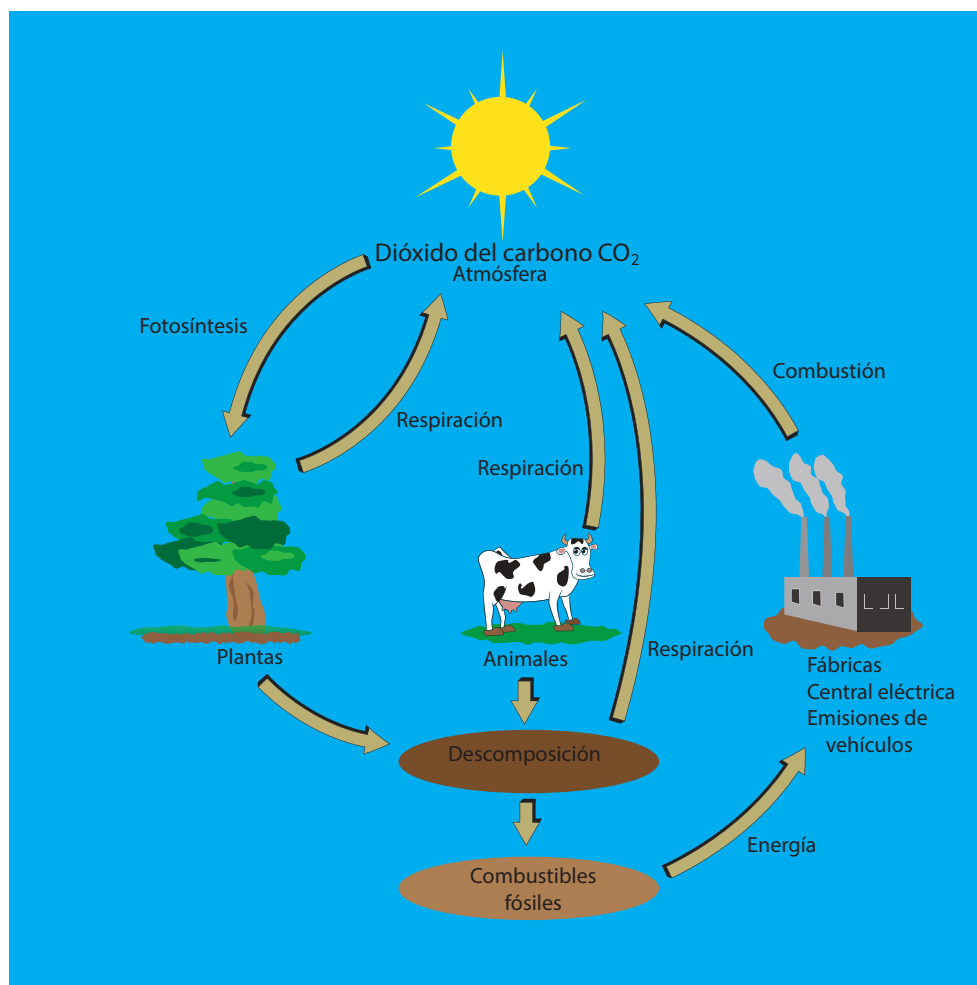 Dióxido del carbono CO₂
Atmósfera
Fotosíntesis
Combustión
Respiración
Respiración
Plantas
Animales
Respiración
Fábricas
Central eléctrica
Emisiones de
vehículos
Descomposición
Energía
Combustibles
fósiles